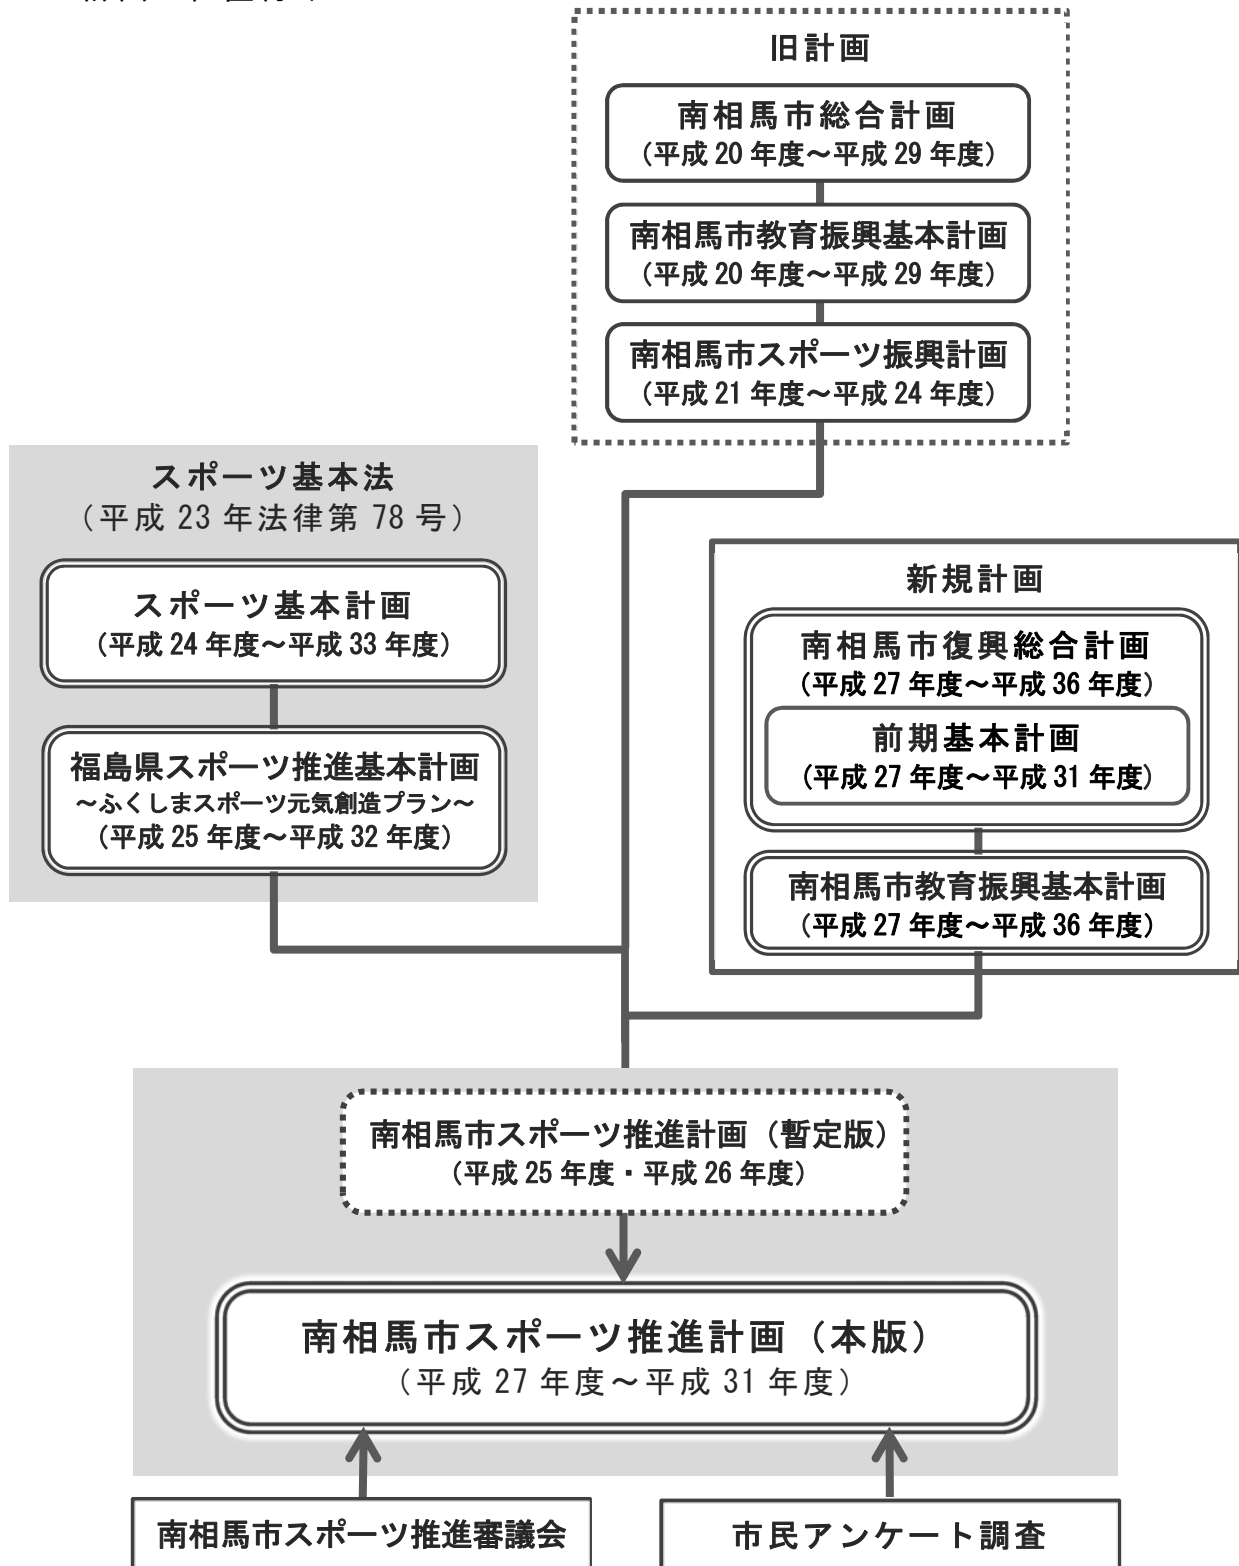 旧計画
南相馬市総合計画
（平成 20 年度～平成 29 年度）
南相馬市教育振興基本計画
（平成 20 年度～平成 29 年度）
南相馬市スポーツ振興計画
（平成 21 年度～平成 24 年度）
スポーツ基本法
（平成 23 年法律第 78 号）
スポーツ基本計画
（平成 24 年度～平成 33 年度）
福島県スポーツ推進基本計画
～ふくしまスポーツ元気創造プラン～
（平成 25 年度～平成 32 年度）
新規計画
南相馬市復興総合計画
（平成 27 年度～平成 36 年度）
前期基本計画
（平成 27 年度～平成 31 年度）
南相馬市教育振興基本計画
（平成 27 年度～平成 36 年度）
南相馬市スポーツ推進計画（暫定版）
（平成 25 年度・平成 26 年度）
南相馬市スポーツ推進計画（本版）
（平成 27 年度～平成 31 年度）
南相馬市スポーツ推進審議会
市民アンケート調査